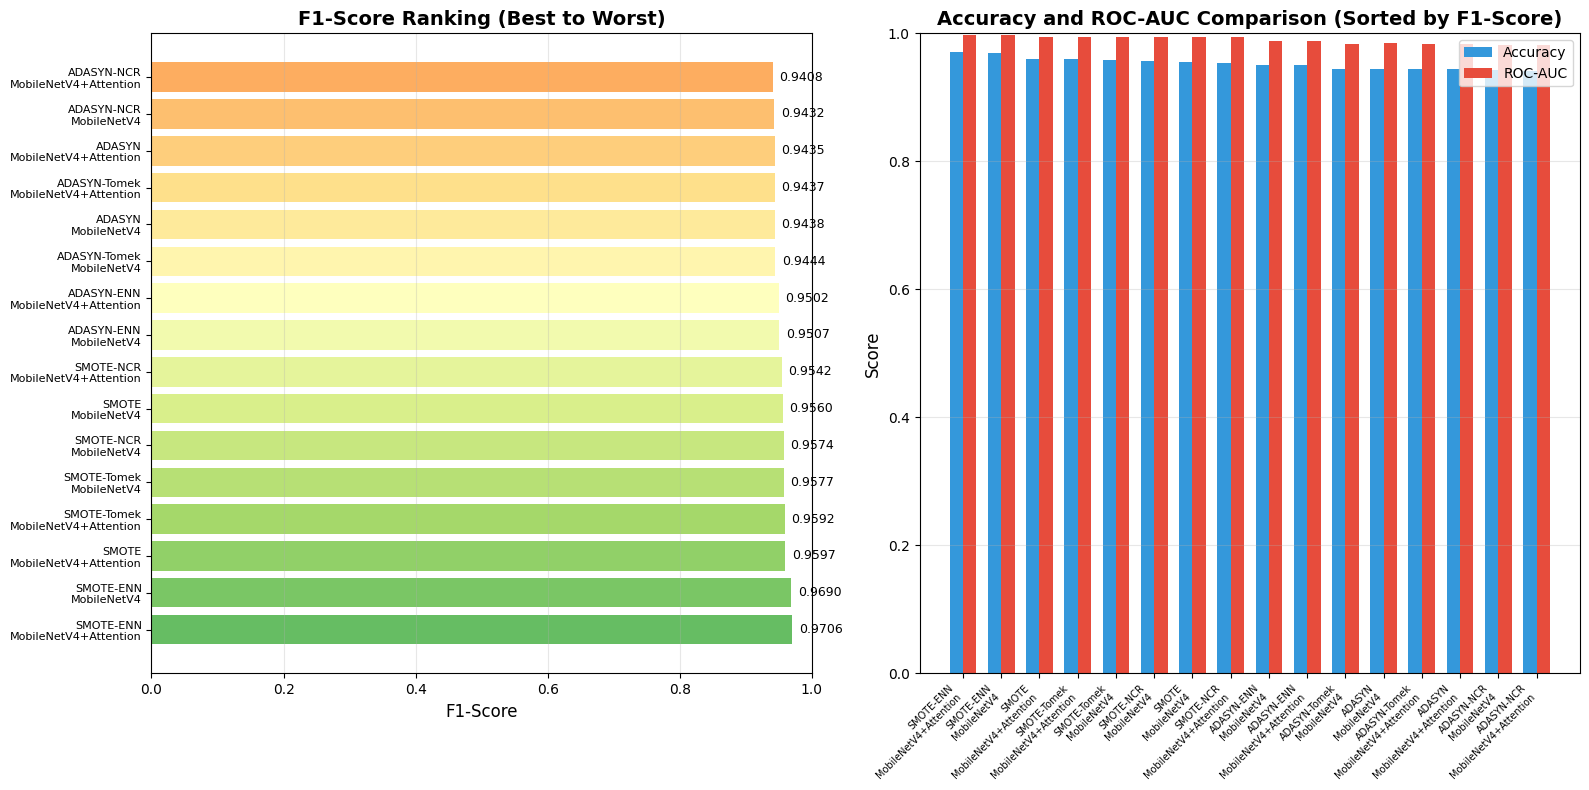 F1-Score Ranking (Best to Worst)
ADASYN-NCR
MobileNetV4+Attention
0.9408
ADASYN-NCR
MobileNetV4
0.9432
ADASYN
MobileNetV4+Attention
0.9435
ADASYN-Tomek
MobileNetV4+Attention
0.9437
ADASYN
MobileNetV4
0.9438
ADASYN-Tomek
MobileNetV4
0.9444
ADASYN-ENN
MobileNetV4+Attention
0.9502
ADASYN-ENN
MobileNetV4
0.9507
SMOTE-NCR
MobileNetV4+Attention
0.9542
SMOTE
MobileNetV4
0.9560
SMOTE-NCR
MobileNetV4
0.9574
SMOTE-Tomek
MobileNetV4
0.9577
SMOTE-Tomek
MobileNetV4+Attention
0.9592
SMOTE
MobileNetV4+Attention
0.9597
SMOTE-ENN
MobileNetV4
0.9690
SMOTE-ENN
MobileNetV4+Attention
0.9706
0.0 0.2 0.4 0.6 0.8 1.0
F1-Score
Accuracy and ROC-AUC Comparison (Sorted by F1-Score)
Accuracy
ROC-AUC
Score
1.0
0.8
0.6
0.4
0.2
0.0
SMOTE-ENN
MobileNetV4+Attention
SMOTE-ENN
MobileNetV4
SMOTE
MobileNetV4+Attention
SMOTE-Tomek
MobileNetV4+Attention
SMOTE-Tomek
MobileNetV4
SMOTE-NCR
MobileNetV4
SMOTE
MobileNetV4
SMOTE-NCR
MobileNetV4+Attention
ADASYN-ENN
MobileNetV4
ADASYN-ENN
MobileNetV4+Attention
ADASYN-Tomek
MobileNetV4
ADASYN
MobileNetV4
ADASYN-Tomek
MobileNetV4+Attention
ADASYN
MobileNetV4+Attention
ADASYN-NCR
MobileNetV4
ADASYN-NCR
MobileNetV4+Attention